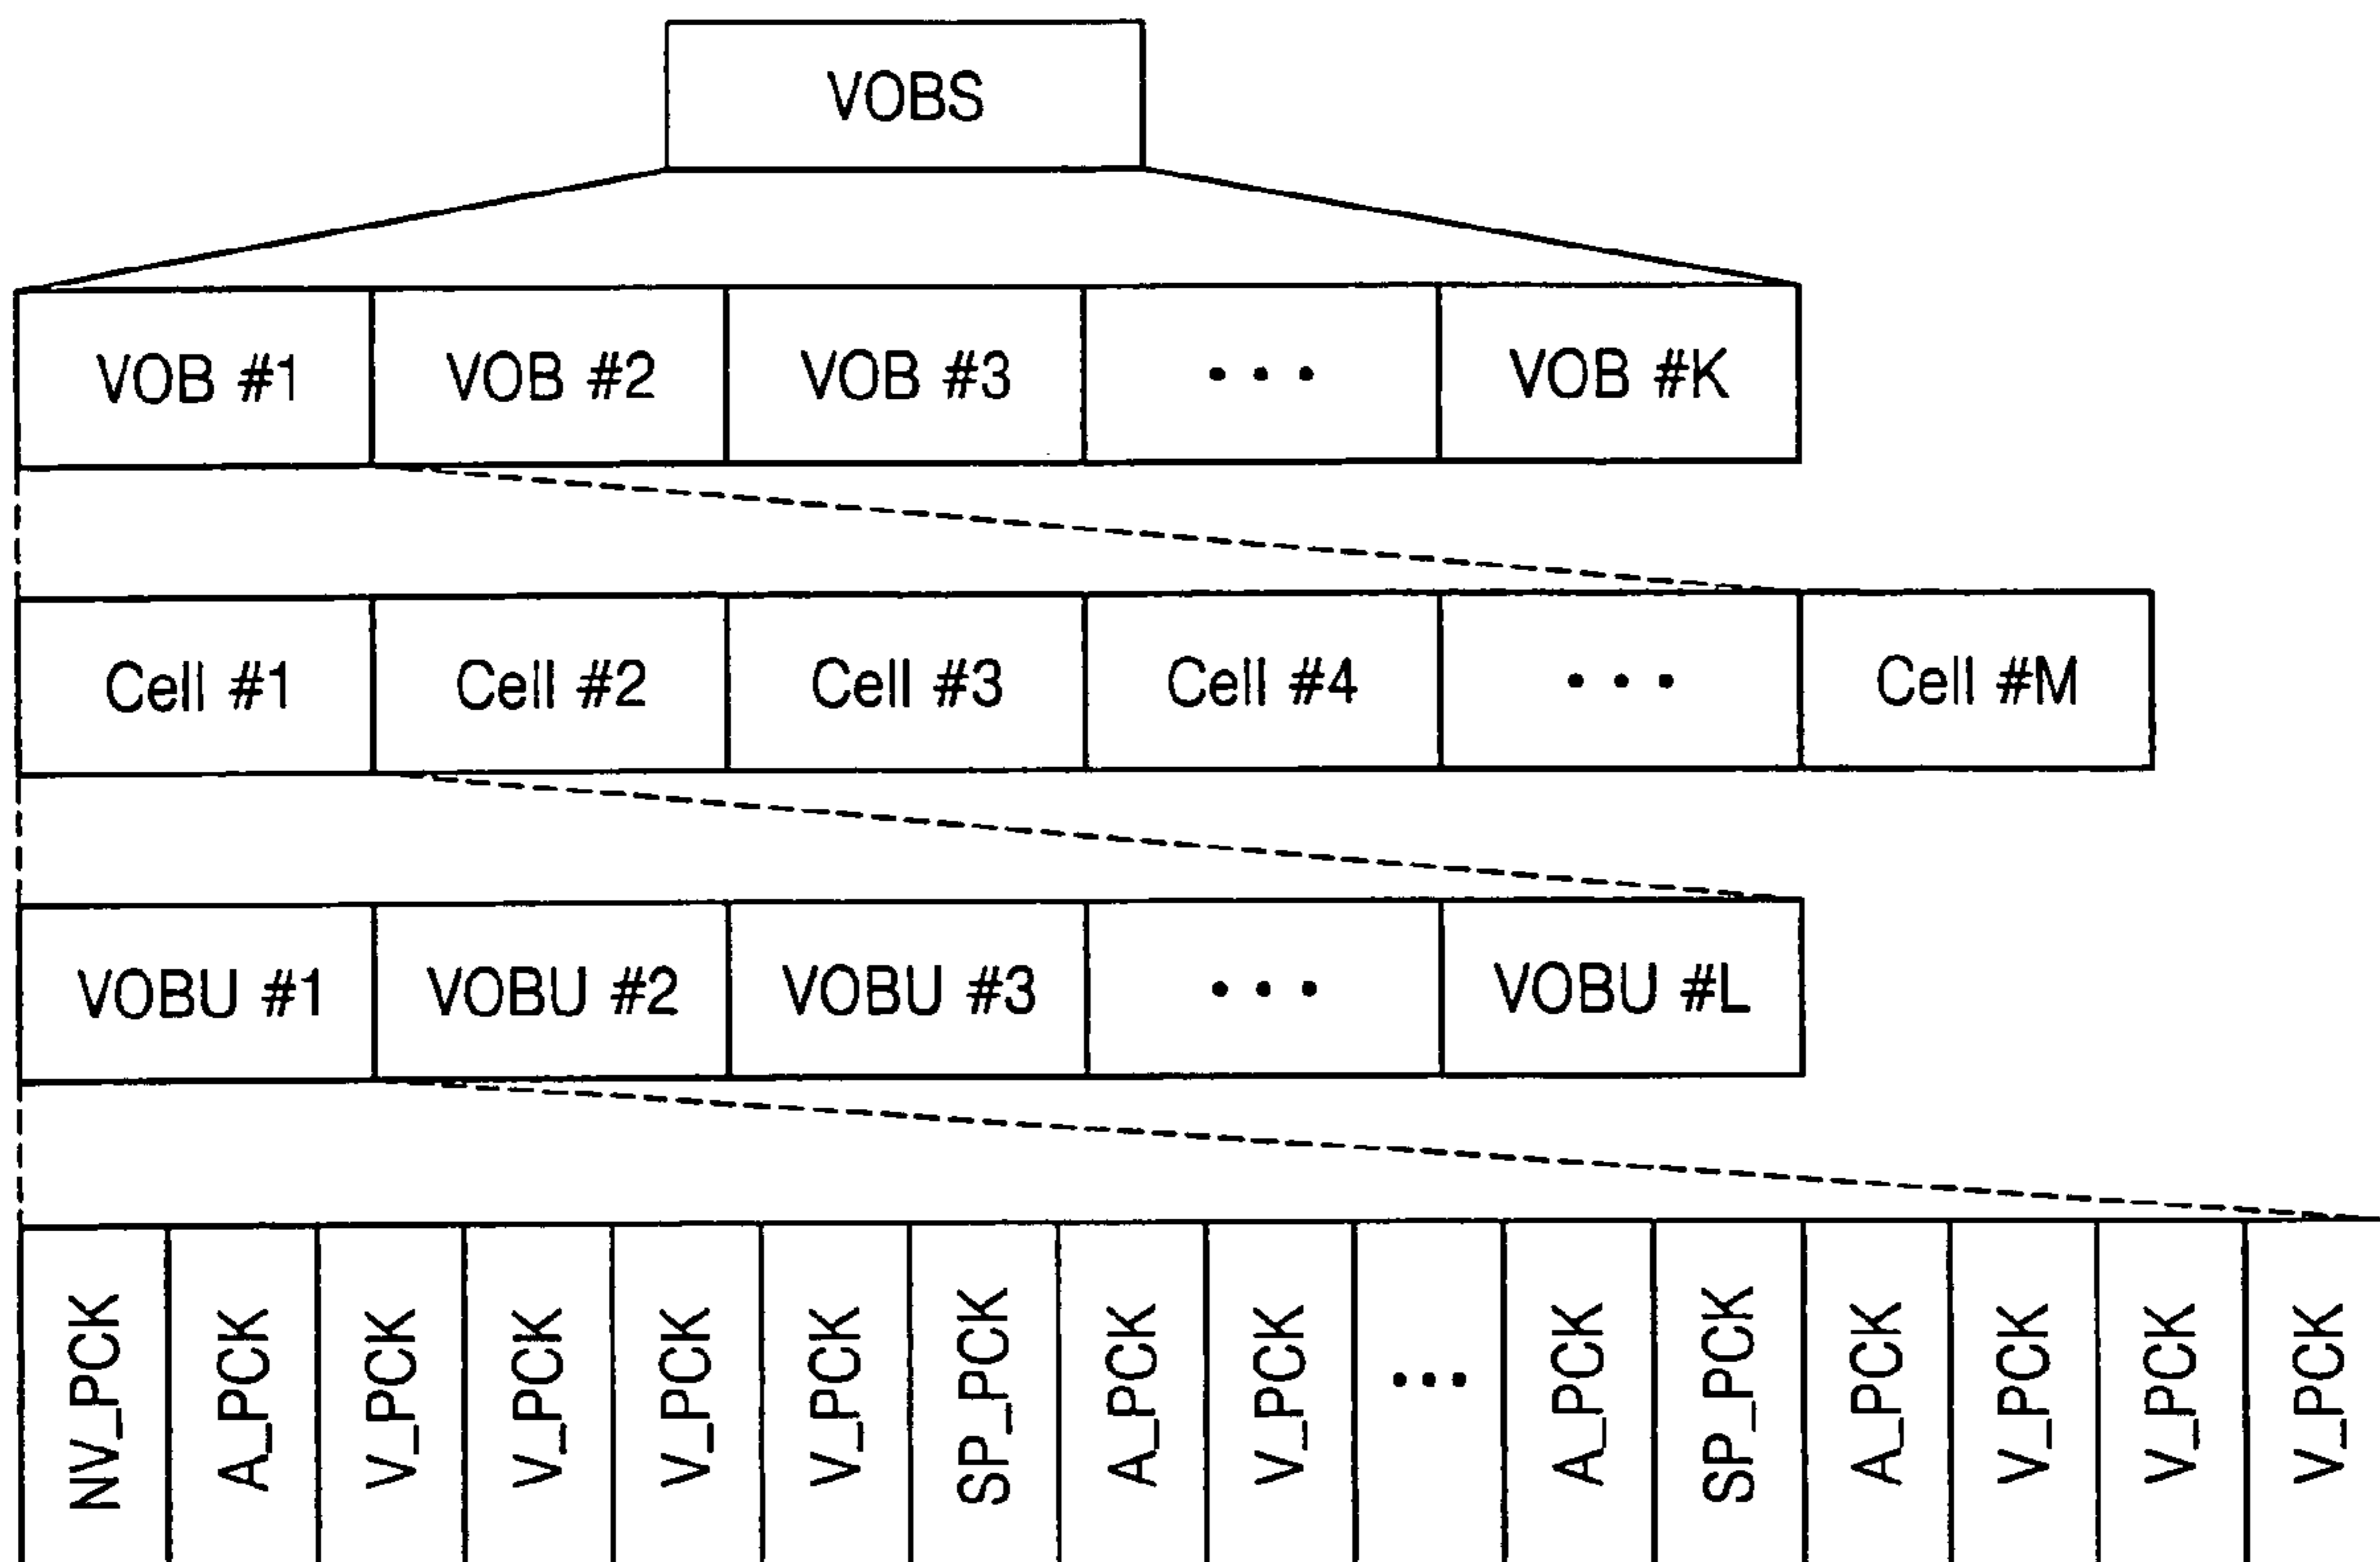 VOBS
VOB #1 VOB #2 VOB #3 ••• VOB #K
Cell #1 Cell #2 Cell #3 Cell #4 ••• Cell #M
VOBU #1 VOBU #2 VOBU #3 ••• VOBU #L
NV_PCK A_PCK V_PCK V_PCK V_PCK V_PCK SP_PCK A_PCK V_PCK ••• A_PCK SP_PCK A_PCK V_PCK V_PCK V_PCK